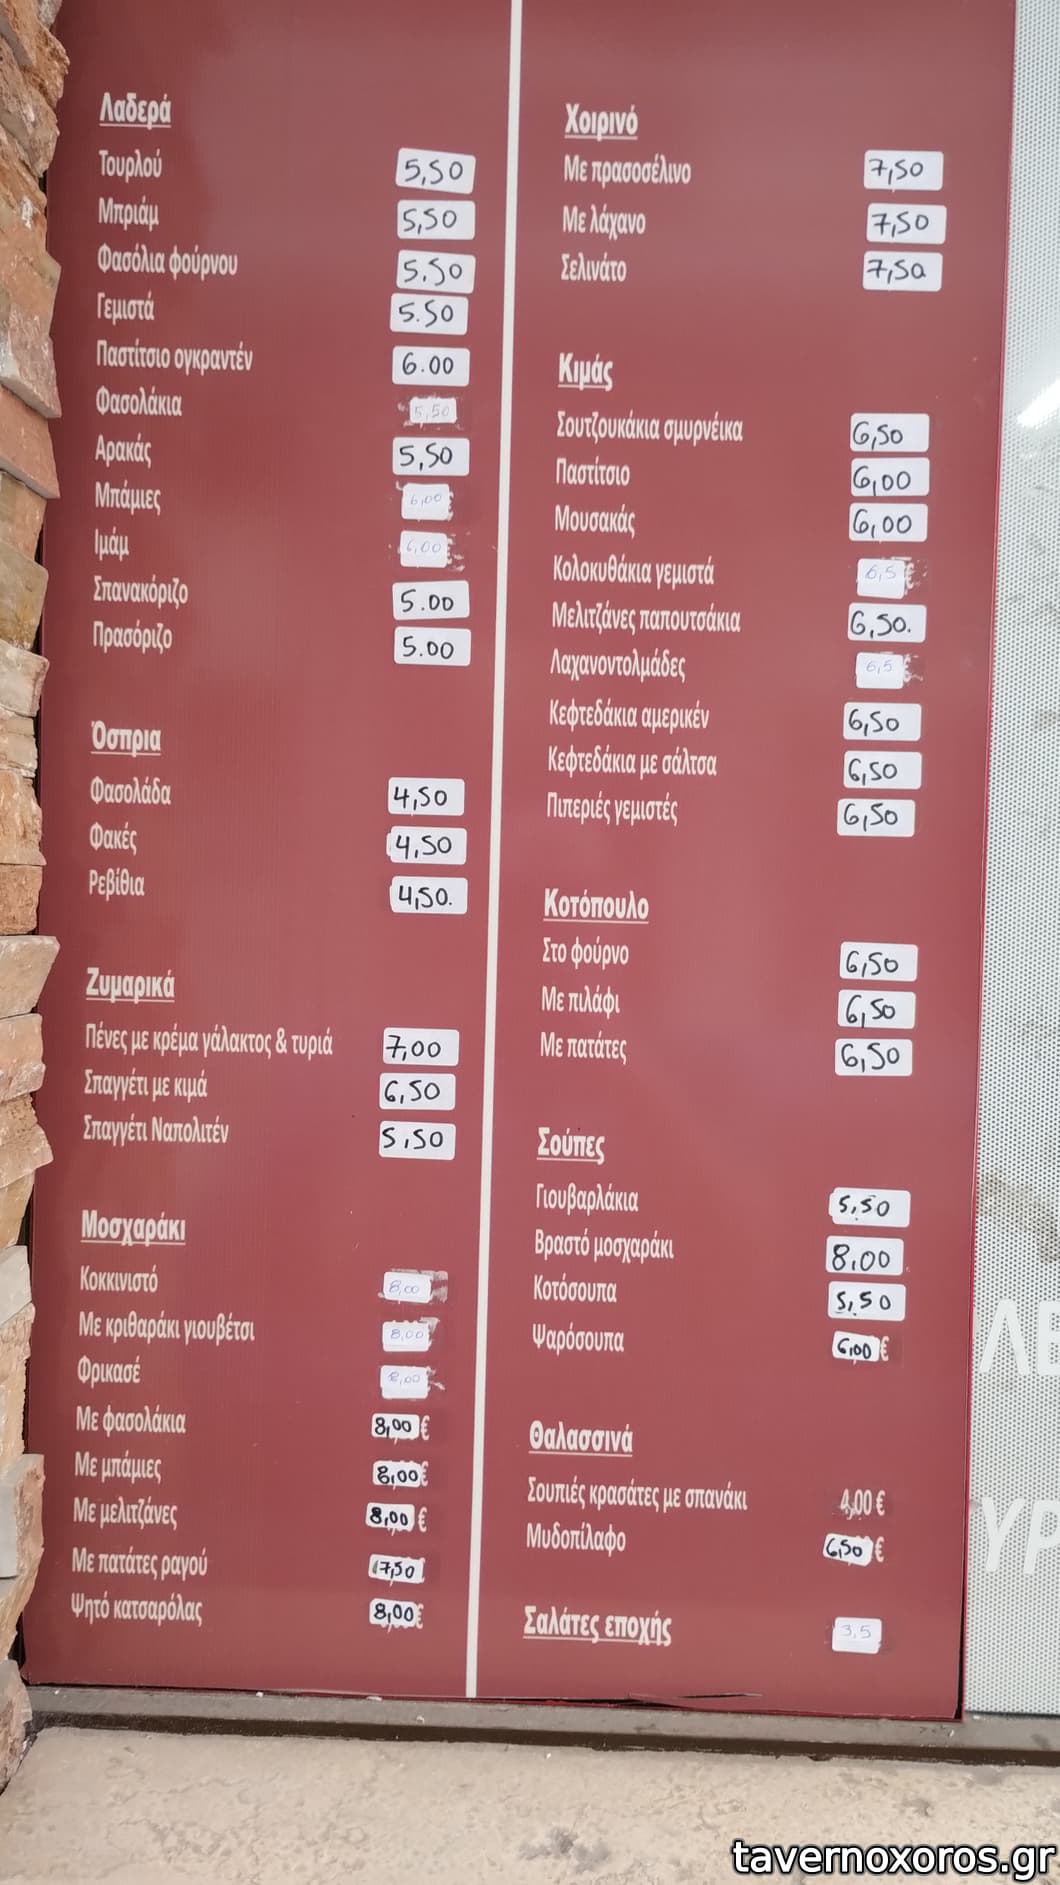 Λαδερά
Τουρλού 5,50
Μπριάμ 5,50
Φασόλια φούρνου 5.50
Γεμιστά 5.50
Παστίτσιο ογκραντέν 6.00
Φασολάκια 5,50
Αρακάς 5,50
Μπάμιες 6,00
Ιμάμ 6,00
Σπανακόριζο 5.00
Πρασόριζο 5.00
Όσπρια
Φασολάδα 4,50
Φακές 4,50
Ρεβίθια 4,50.
Ζυμαρικά
Πένες με κρέμα γάλακτος & τυριά 7,00
Σπαγγέτι με κιμά 6,50
Σπαγγέτι Ναπολιτέν 5,50
Μοσχαράκι
Κοκκινιστό 8,00
Με κριθαράκι γιουβέτσι 8,00
Φρικασέ 8,00
Με φασολάκια 8,00 €
Με μπάμιες 8,00 €
Με μελιτζάνες 8,00 €
Με πατάτες ραγού 7,50
Ψητό κατσαρόλας 8,00 €
Χοιρινό
Με πρασοσέλινο 7,50
Με λάχανο 7,50
Σελινάτο 7,50
Κιμάς
Σουτζουκάκια σμυρνέικα 6,50
Παστίτσιο 6,00
Μουσακάς 6,00
Κολοκυθάκια γεμιστά 6,5 €
Μελιτζάνες παπουτσάκια 6,50.
Λαχανοντολμάδες 6,5
Κεφτεδάκια αμερικέν 6,50
Κεφτεδάκια με σάλτσα 6,50
Πιπεριές γεμιστές 6,50
Κοτόπουλο
Στο φούρνο 6,50
Με πιλάφι 6,50
Με πατάτες 6,50
Σούπες
Γιουβαρλάκια 5,50
Βραστό μοσχαράκι 8,00
Κοτόσουπα 5,50
Ψαρόσουπα 6,00 €
Θαλασσινά
Σουπιές κρασάτες με σπανάκι 4,00 €
Μυδοπίλαφο 6,50 €
Σαλάτες εποχής 3,5
ΛΕ
ΥΡ
tavernoxoros.gr